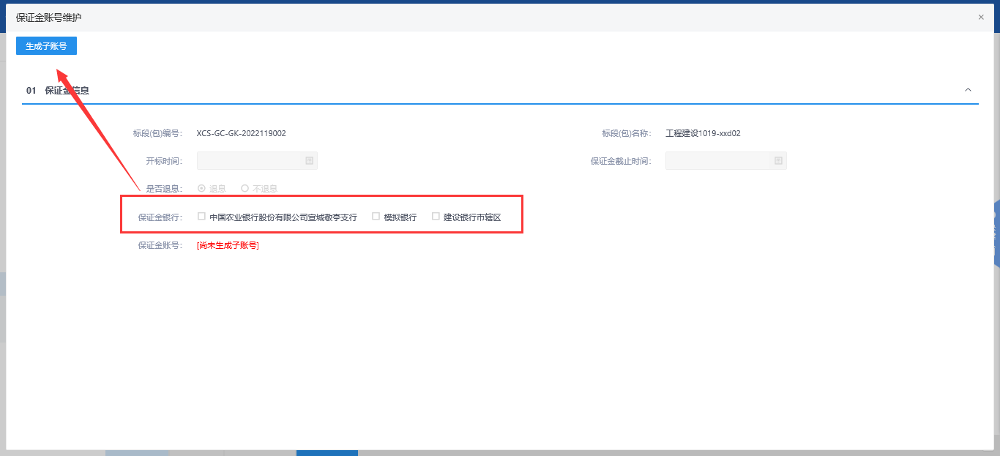 保证金账号维护
生成子账号
01 保证金信息
标段(包)编号： XCS-GC-GK-2022119002 标段(包)名称： 工程建设1019-xxd02
开标时间： 保证金截止时间：
是否退息： 退息 不退息
保证金银行： 中国农业银行股份有限公司宣城敬亭支行 模拟银行 建设银行市辖区
保证金账号： [尚未生成子账号]